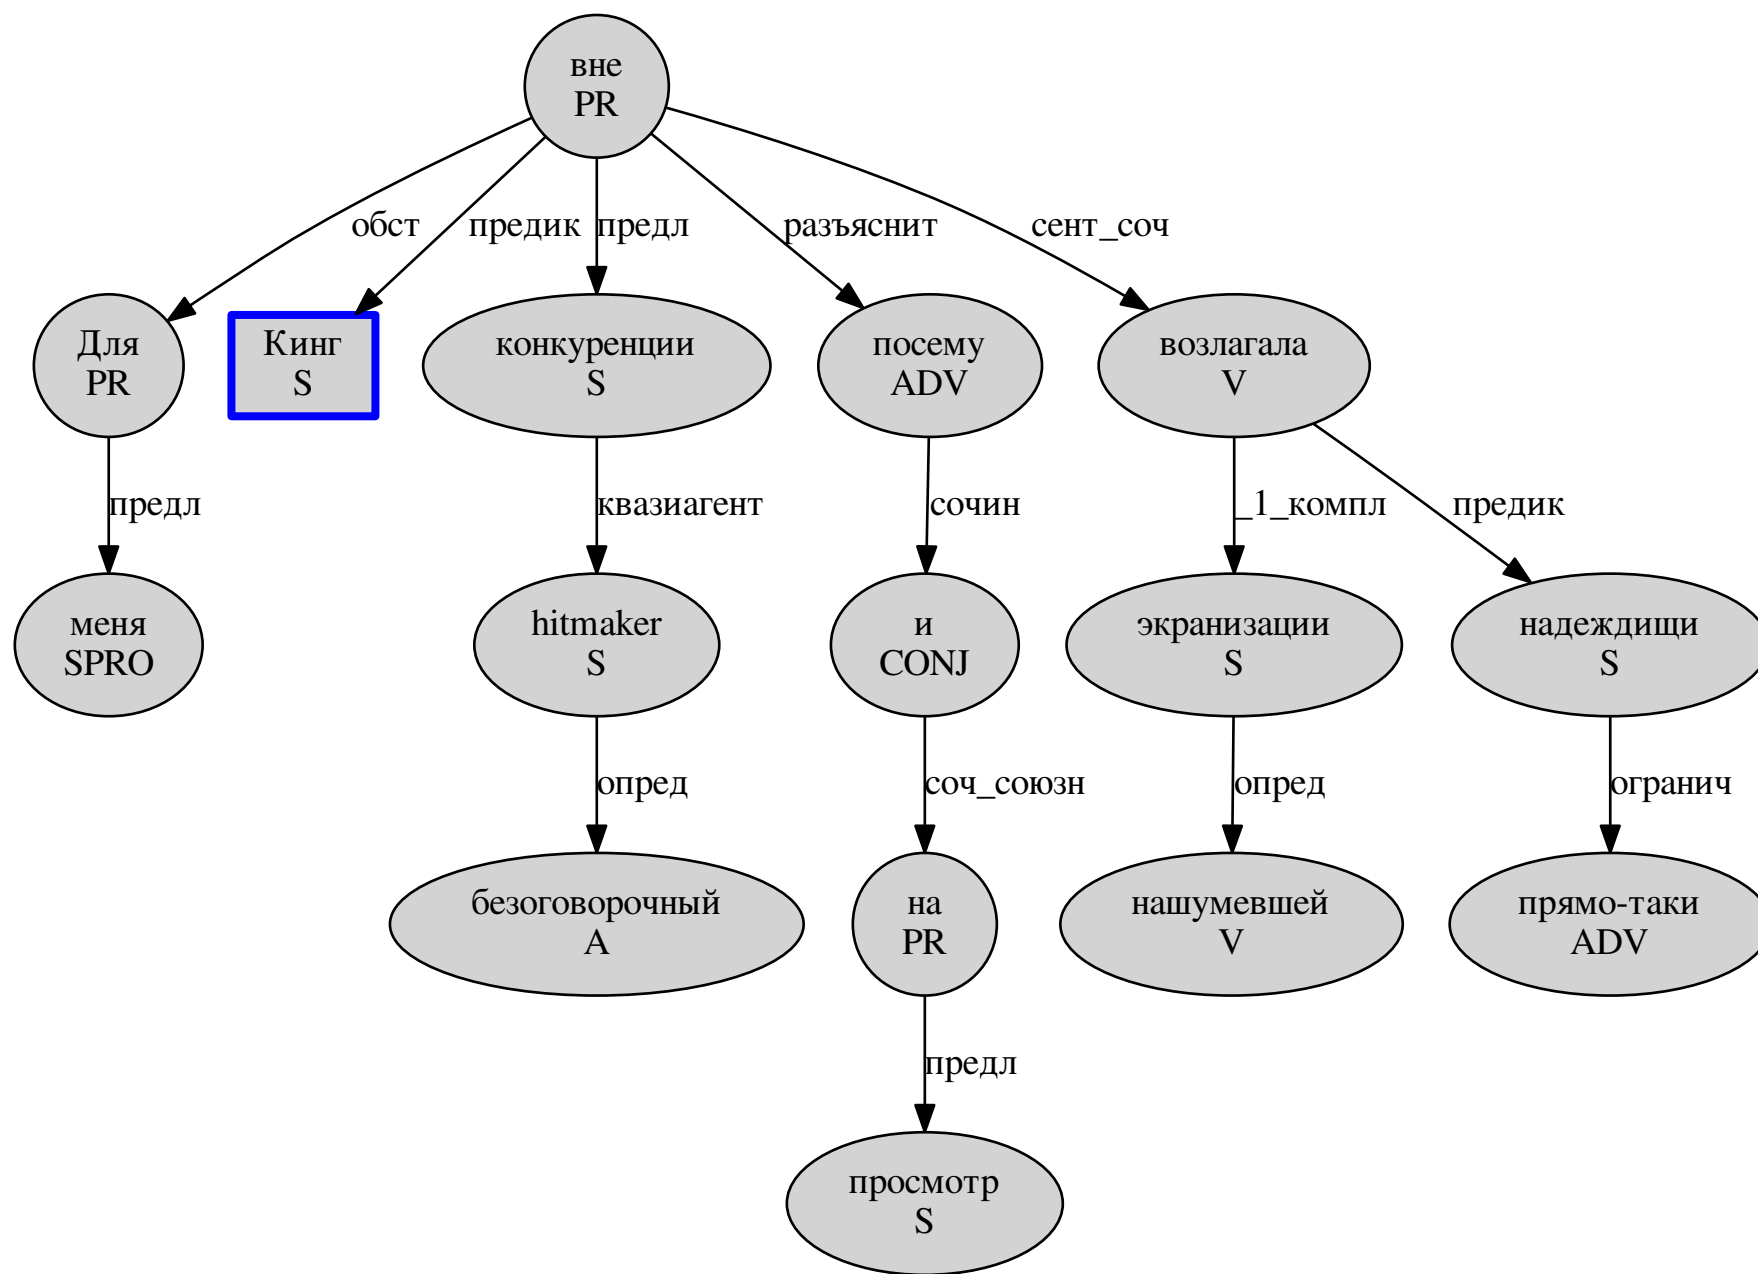 вне
PR
обст
предик
предл
разъяснит
сент_соч
Для
PR
Кинг
S
конкуренции
S
посему
ADV
возлагала
V
предл
квазиагент
сочин
_1_компл
предик
меня
SPRO
hitmaker
S
и
CONJ
экранизации
S
надеждищи
S
опред
соч_союзн
опред
огранич
безоговорочный
A
на
PR
нашумевшей
V
прямо-таки
ADV
предл
просмотр
S